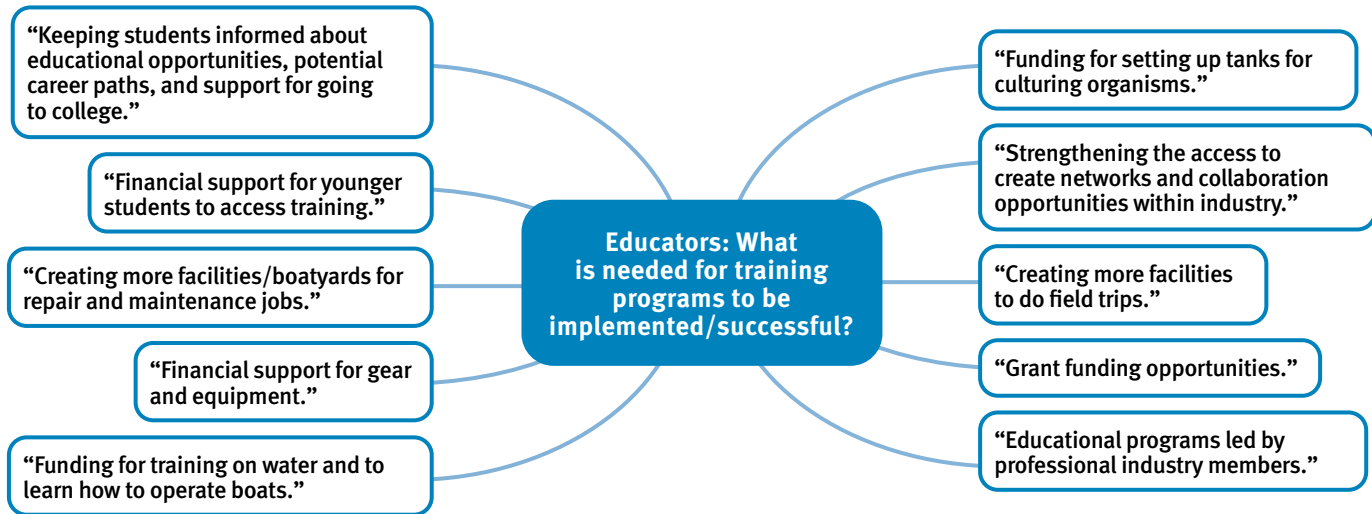 “Keeping students informed about
educational opportunities, potential
career paths, and support for going
to college.”
“Financial support for younger
students to access training.”
“Creating more facilities/boatyards for
repair and maintenance jobs.”
“Financial support for gear
and equipment.”
“Funding for training on water and to
learn how to operate boats.”
Educators: What
is needed for training
programs to be
implemented/successful?
“Funding for setting up tanks for
culturing organisms.”
“Strengthening the access to
create networks and collaboration
opportunities within industry.”
“Creating more facilities
to do field trips.”
“Grant funding opportunities.”
“Educational programs led by
professional industry members.”